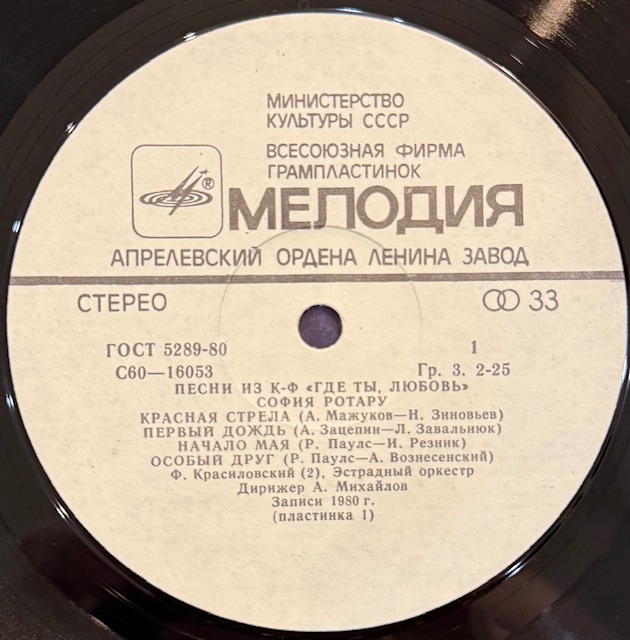 МИНИСТЕРСТВО
КУЛЬТУРЫ СССР
ВСЕСОЮЗНАЯ ФИРМА
ГРАМПЛАСТИНОК
® МЕЛОДИЯ
АПРЕЛЕВСКИЙ ОРДЕНА ЛЕНИНА ЗАВОД
СТЕРЕО 33
ГОСТ 5289-80 1
С60—16053 Гр. 3. 2-25
ПЕСНИ ИЗ К-Ф «ГДЕ ТЫ, ЛЮБОВЬ»
СОФИЯ РОТАРУ
КРАСНАЯ СТРЕЛА (А. Мажуков—Н. Зиновьев)
ПЕРВЫЙ ДОЖДЬ (А. Зацепин—Л. Завальнюк)
НАЧАЛО МАЯ (Р. Паулс—И. Резник)
ОСОБЫЙ ДРУГ (Р. Паулс—А. Вознесенский)
Ф. Красиловский (2), Эстрадный оркестр
Дирижер А. Михайлов
Записи 1980 г.
(пластинка 1)